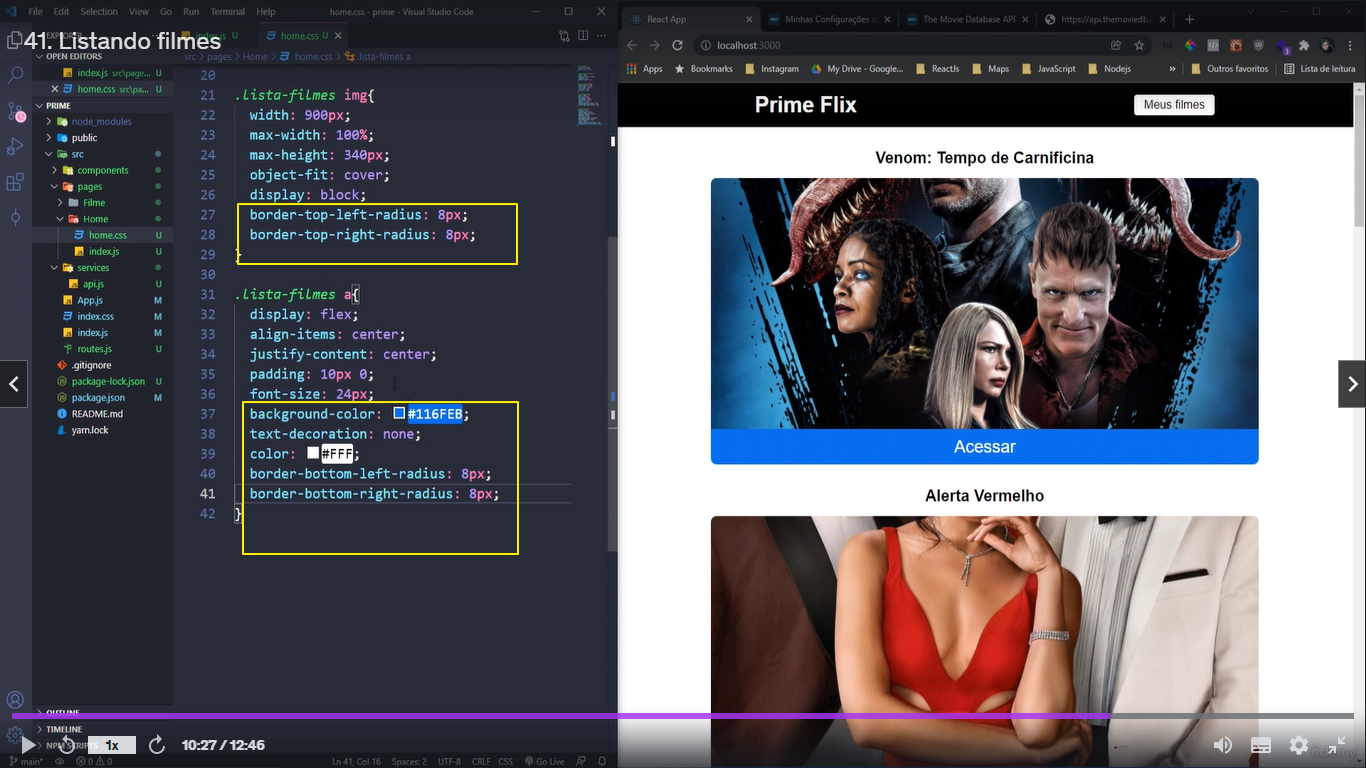 File Edit Selection View Go Run Terminal Help
home.css - prime - Visual Studio Code
41. Listando filmes
home.css U
src > pages > Home > home.css > .lista-filmes a
OPEN EDITORS
index.js src\page... U
home.css src\pa... U
PRIME
node_modules
public
src
components
pages
Filme
Home
home.css U
index.js U
services
api.js U
App.js M
index.css M
index.js M
routes.js U
.gitignore
package-lock.json U
package.json M
README.md
yarn.lock
OUTLINE
TIMELINE
NPM SCRIPTS
20
21 .lista-filmes img{
22 width: 900px;
23 max-width: 100%;
24 max-height: 340px;
25 object-fit: cover;
26 display: block;
27 border-top-left-radius: 8px;
28 border-top-right-radius: 8px;
29 }
30
31 .lista-filmes a{
32 display: flex;
33 align-items: center;
34 justify-content: center;
35 padding: 10px 0;
36 font-size: 24px;
37 background-color: #116FEB;
38 text-decoration: none;
39 color: #FFF;
40 border-bottom-left-radius: 8px;
41 border-bottom-right-radius: 8px;
42 }
1x
10:27 / 12:46
main*
0 0
Ln 41, Col 16 Spaces: 2 UTF-8 CRLF CSS Go Live
React App
Minhas Configurações d
The Movie Database API
https://api.themoviedb
localhost:3000
Apps Bookmarks Instagram My Drive - Google... ReactJs Maps JavaScript Nodejs » Outros favoritos Lista de leitura
Prime Flix
Meus filmes
Venom: Tempo de Carnificina
Acessar
Alerta Vermelho